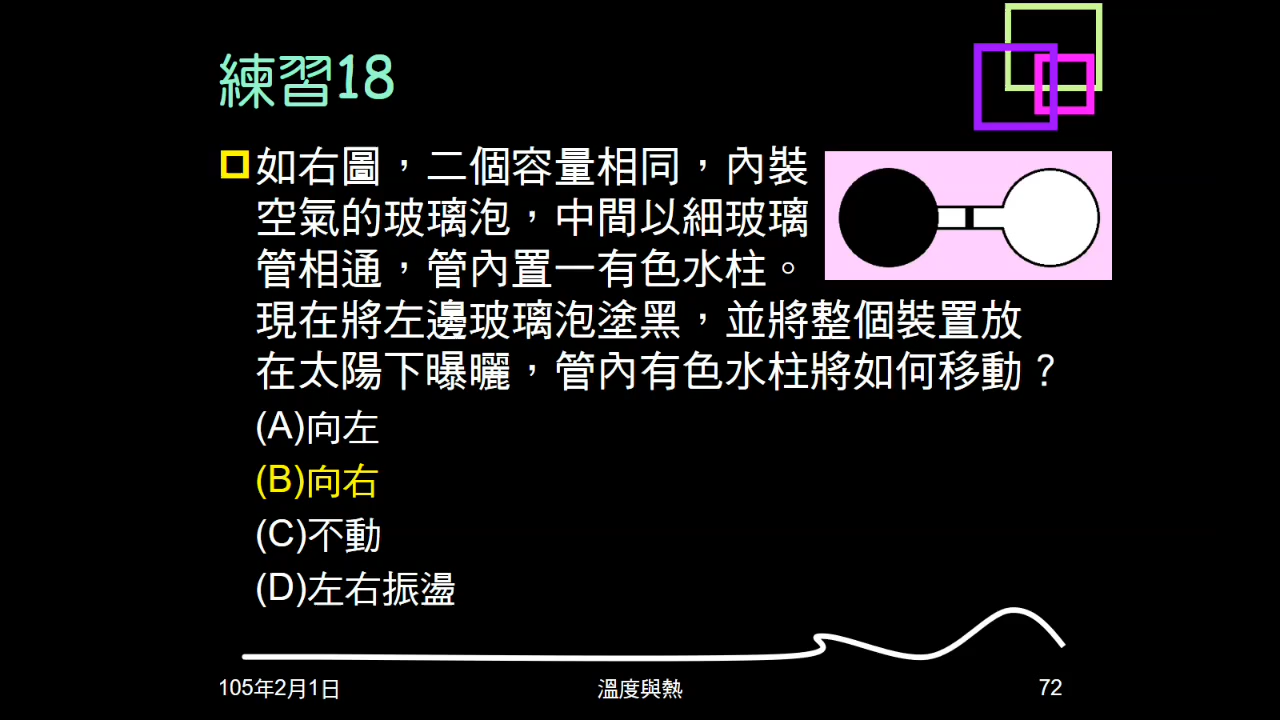 練習18
如右圖，二個容量相同，內裝
空氣的玻璃泡，中間以細玻璃
管相通，管內置一有色水柱。
現在將左邊玻璃泡塗黑，並將整個裝置放
在太陽下曝曬，管內有色水柱將如何移動？
(A)向左
(B)向右
(C)不動
(D)左右振盪
105年2月1日
溫度與熱
72